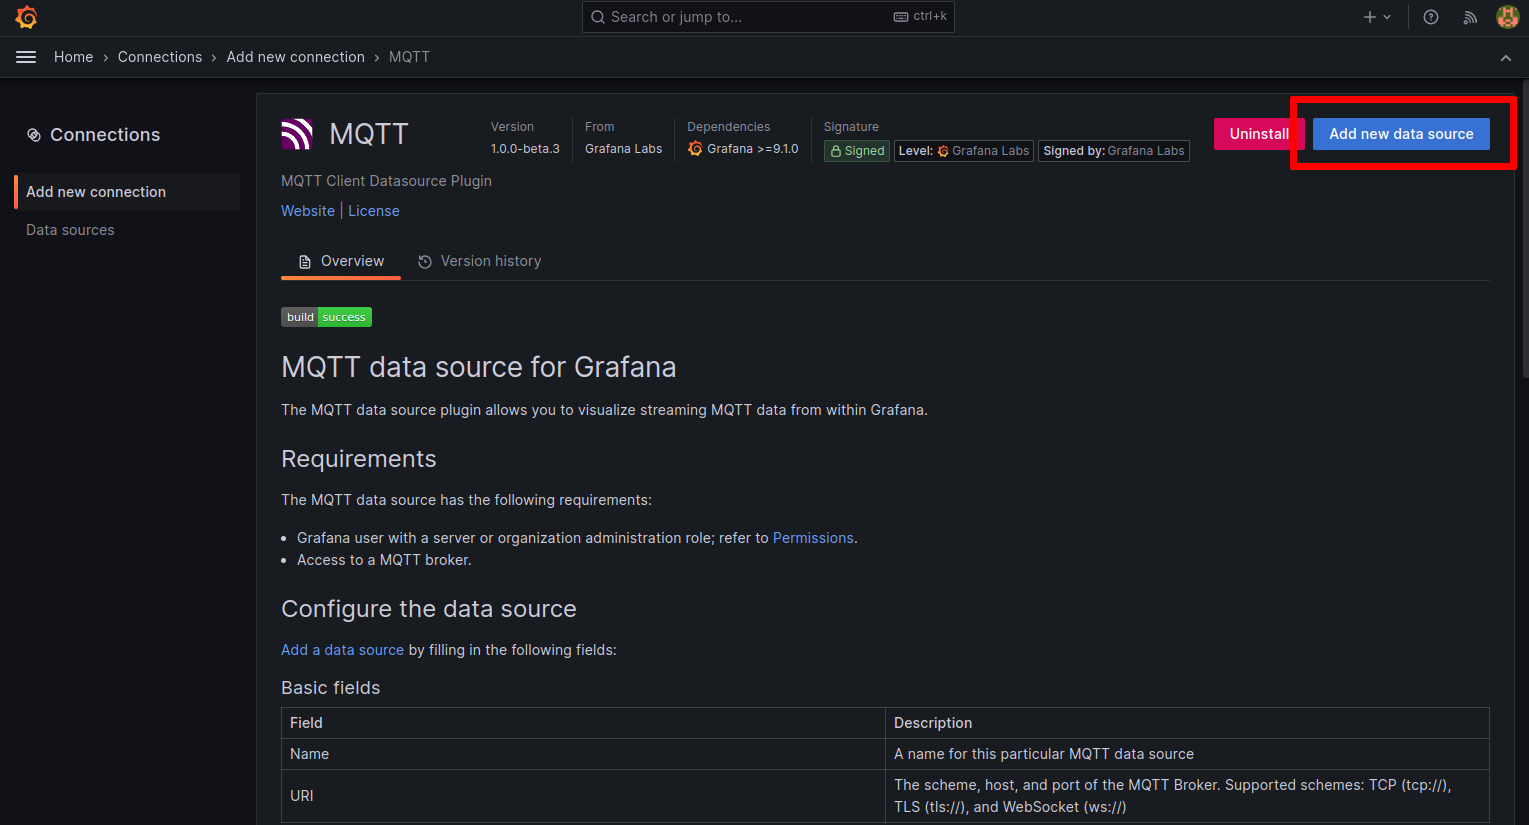 Search or jump to...
ctrl+k
Home › Connections › Add new connection › MQTT
Connections
Add new connection
Data sources
MQTT
Version
1.0.0-beta.3
From
Grafana Labs
Dependencies
Grafana >=9.1.0
Signature
Signed
Level: Grafana Labs
Signed by: Grafana Labs
Uninstall
Add new data source
MQTT Client Datasource Plugin
Website | License
Overview
Version history
build success
MQTT data source for Grafana
The MQTT data source plugin allows you to visualize streaming MQTT data from within Grafana.
Requirements
The MQTT data source has the following requirements:
• Grafana user with a server or organization administration role; refer to Permissions.
• Access to a MQTT broker.
Configure the data source
Add a data source by filling in the following fields:
Basic fields
Field Description
Name A name for this particular MQTT data source
URI The scheme, host, and port of the MQTT Broker. Supported schemes: TCP (tcp://),
TLS (tls://), and WebSocket (ws://)